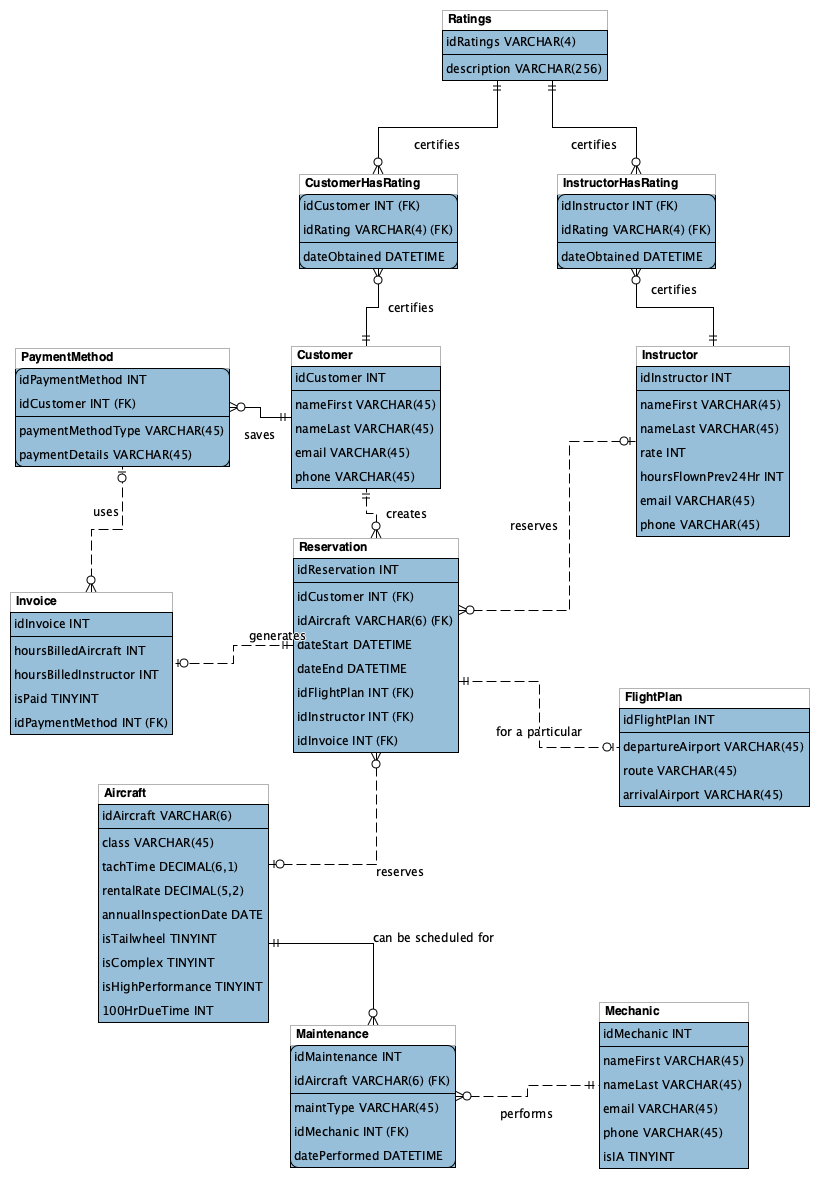 Ratings
idRatings VARCHAR(4)
description VARCHAR(256)
certifies
certifies
CustomerHasRating
idCustomer INT (FK)
idRating VARCHAR(4) (FK)
dateObtained DATETIME
InstructorHasRating
idInstructor INT (FK)
idRating VARCHAR(4) (FK)
dateObtained DATETIME
certifies
certifies
PaymentMethod
idPaymentMethod INT
idCustomer INT (FK)
paymentMethodType VARCHAR(45)
paymentDetails VARCHAR(45)
saves
Customer
idCustomer INT
nameFirst VARCHAR(45)
nameLast VARCHAR(45)
email VARCHAR(45)
phone VARCHAR(45)
Instructor
idInstructor INT
nameFirst VARCHAR(45)
nameLast VARCHAR(45)
rate INT
hoursFlownPrev24Hr INT
email VARCHAR(45)
phone VARCHAR(45)
uses
creates
reserves
Invoice
idInvoice INT
hoursBilledAircraft INT
hoursBilledInstructor INT
isPaid TINYINT
idPaymentMethod INT (FK)
generates
Reservation
idReservation INT
idCustomer INT (FK)
idAircraft VARCHAR(6) (FK)
dateStart DATETIME
dateEnd DATETIME
idFlightPlan INT (FK)
idInstructor INT (FK)
idInvoice INT (FK)
for a particular
FlightPlan
idFlightPlan INT
departureAirport VARCHAR(45)
route VARCHAR(45)
arrivalAirport VARCHAR(45)
Aircraft
idAircraft VARCHAR(6)
class VARCHAR(45)
tachTime DECIMAL(6,1)
rentalRate DECIMAL(5,2)
annualInspectionDate DATE
isTailwheel TINYINT
isComplex TINYINT
isHighPerformance TINYINT
100HrDueTime INT
reserves
can be scheduled for
Maintenance
idMaintenance INT
idAircraft VARCHAR(6) (FK)
maintType VARCHAR(45)
idMechanic INT (FK)
datePerformed DATETIME
performs
Mechanic
idMechanic INT
nameFirst VARCHAR(45)
nameLast VARCHAR(45)
email VARCHAR(45)
phone VARCHAR(45)
isIA TINYINT